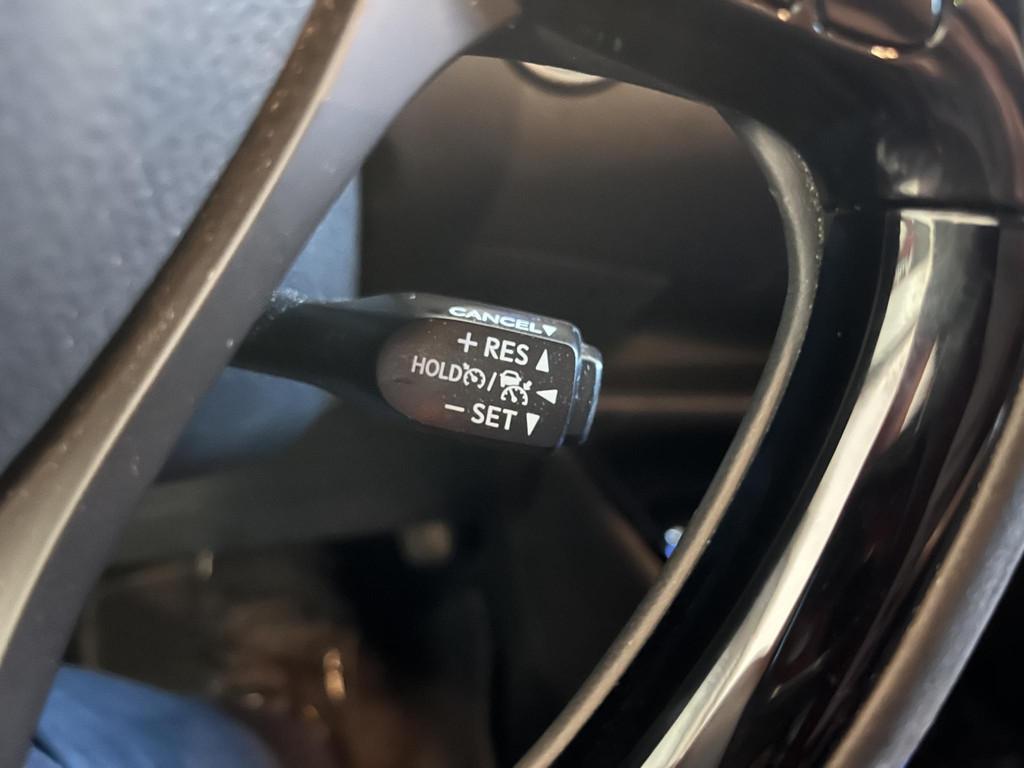 CANCEL▼
+ RES ▲
HOLD /
− SET ▼